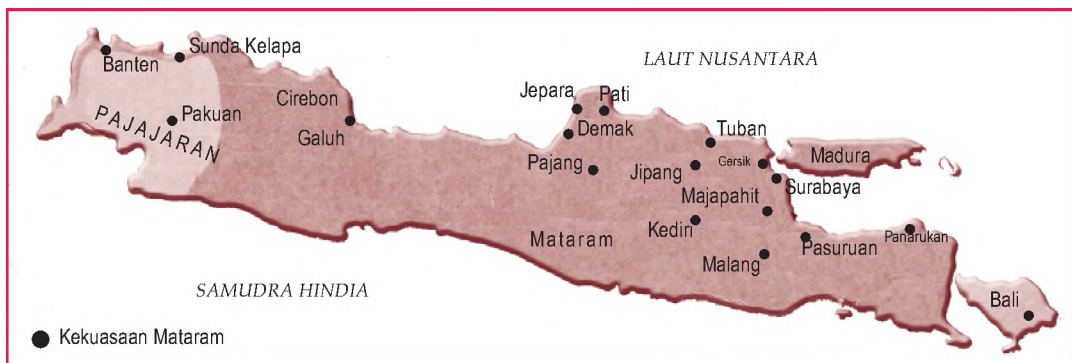 Sunda Kelapa
Banten
LAUT NUSANTARA
Jepara
Pati
Cirebon
Pakuan
PAJAJARAN
Galuh
Demak
Tuban
Pajang
Jipang
Gersik
Madura
Surabaya
Majapahit
Kediri
Mataram
Malang
Pasuruan
Panarukan
SAMUDRA HINDIA
Bali
Kekuasaan Mataram